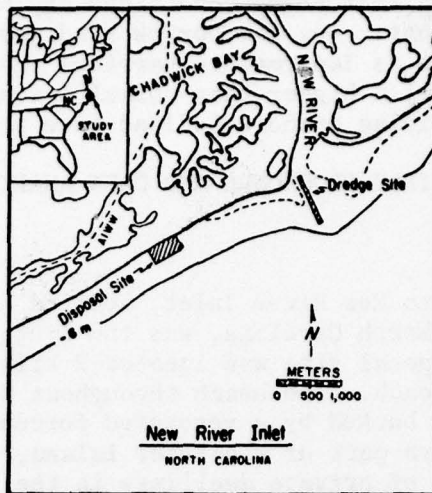 NC
STUDY
AREA
CHADWICK BAY
NEW RIVER
Dredge Site
AIWW
Disposal Site
-6 m
N
METERS
0 500 1,000
New River Inlet
NORTH CAROLINA